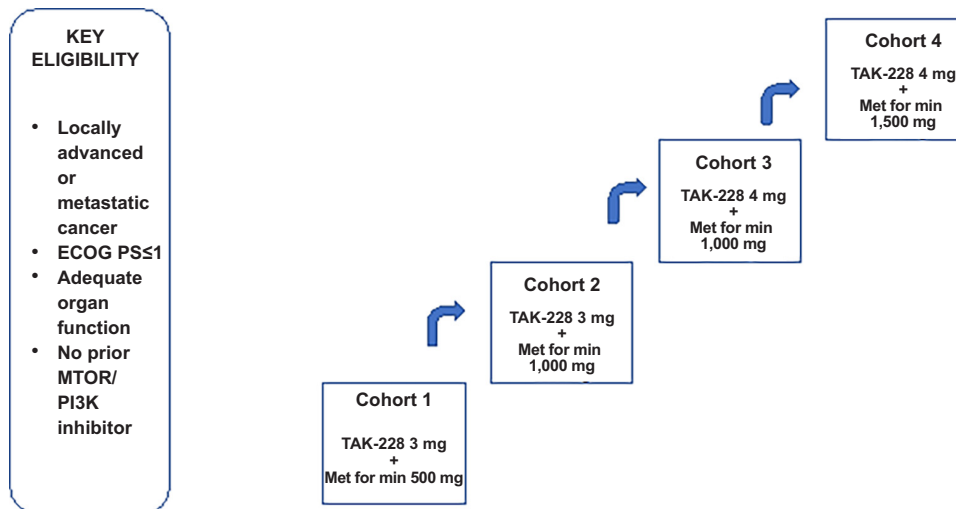 KEY
ELIGIBILITY
• Locally
advanced
or
metastatic
cancer
• ECOG PS≤1
• Adequate
organ
function
• No prior
MTOR/
PI3K
inhibitor
Cohort 1
TAK-228 3 mg
+
Met for min 500 mg
Cohort 2
TAK-228 3 mg
+
Met for min
1,000 mg
Cohort 3
TAK-228 4 mg
+
Met for min
1,000 mg
Cohort 4
TAK-228 4 mg
+
Met for min
1,500 mg